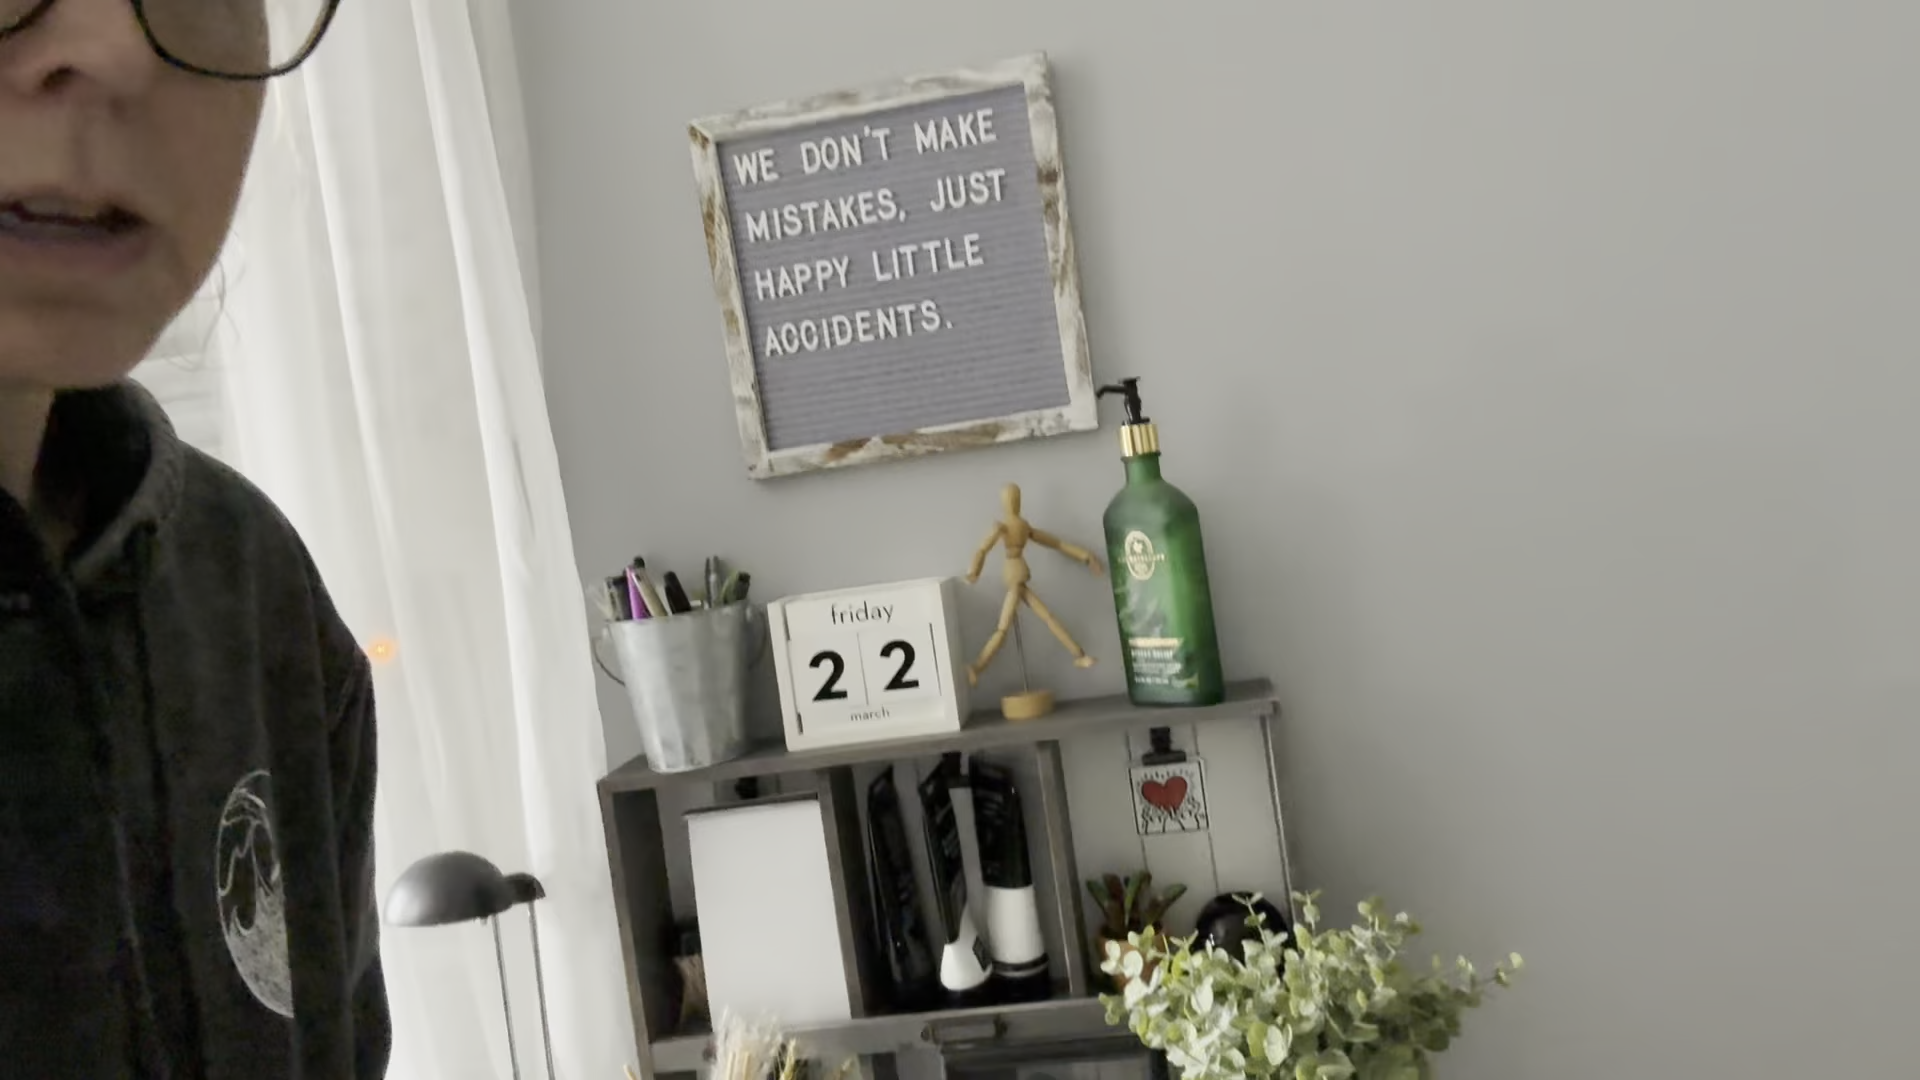 WE DON'T MAKE
MISTAKES, JUST
HAPPY LITTLE
ACCIDENTS.
friday
22
march